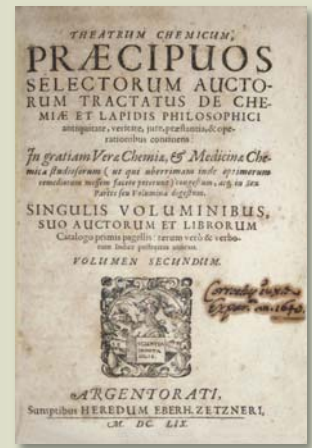 THEATRUM CHEMICUM,
PRÆCIPUOS
SELECTORUM AUCTO-
RUM TRACTATUS DE CHE-
MIÆ ET LAPIDIS PHILOSOPHICI
antiquitate, veritate, jure, præstantia, & ope-
rationibus continens:
In gratiam Veræ Chemiæ, & Medicinæ Che-
micæ studiosorum (ut qui uberrimam inde optimorum
remediorum messem facere poterunt) congestum, ac in Sex
Partes seu Volumina digestum.
SINGULIS VOLUMINIBUS,
SUO AUCTORUM ET LIBRORUM
Catalogo primis pagellis: rerum verò & verbo-
rum Indice postremis
VOLUMEN SECUNDUM.
ARGENTORATI,
Sumptibus HEREDUM EBERH. ZETZNERI,
M. DC. LIX.